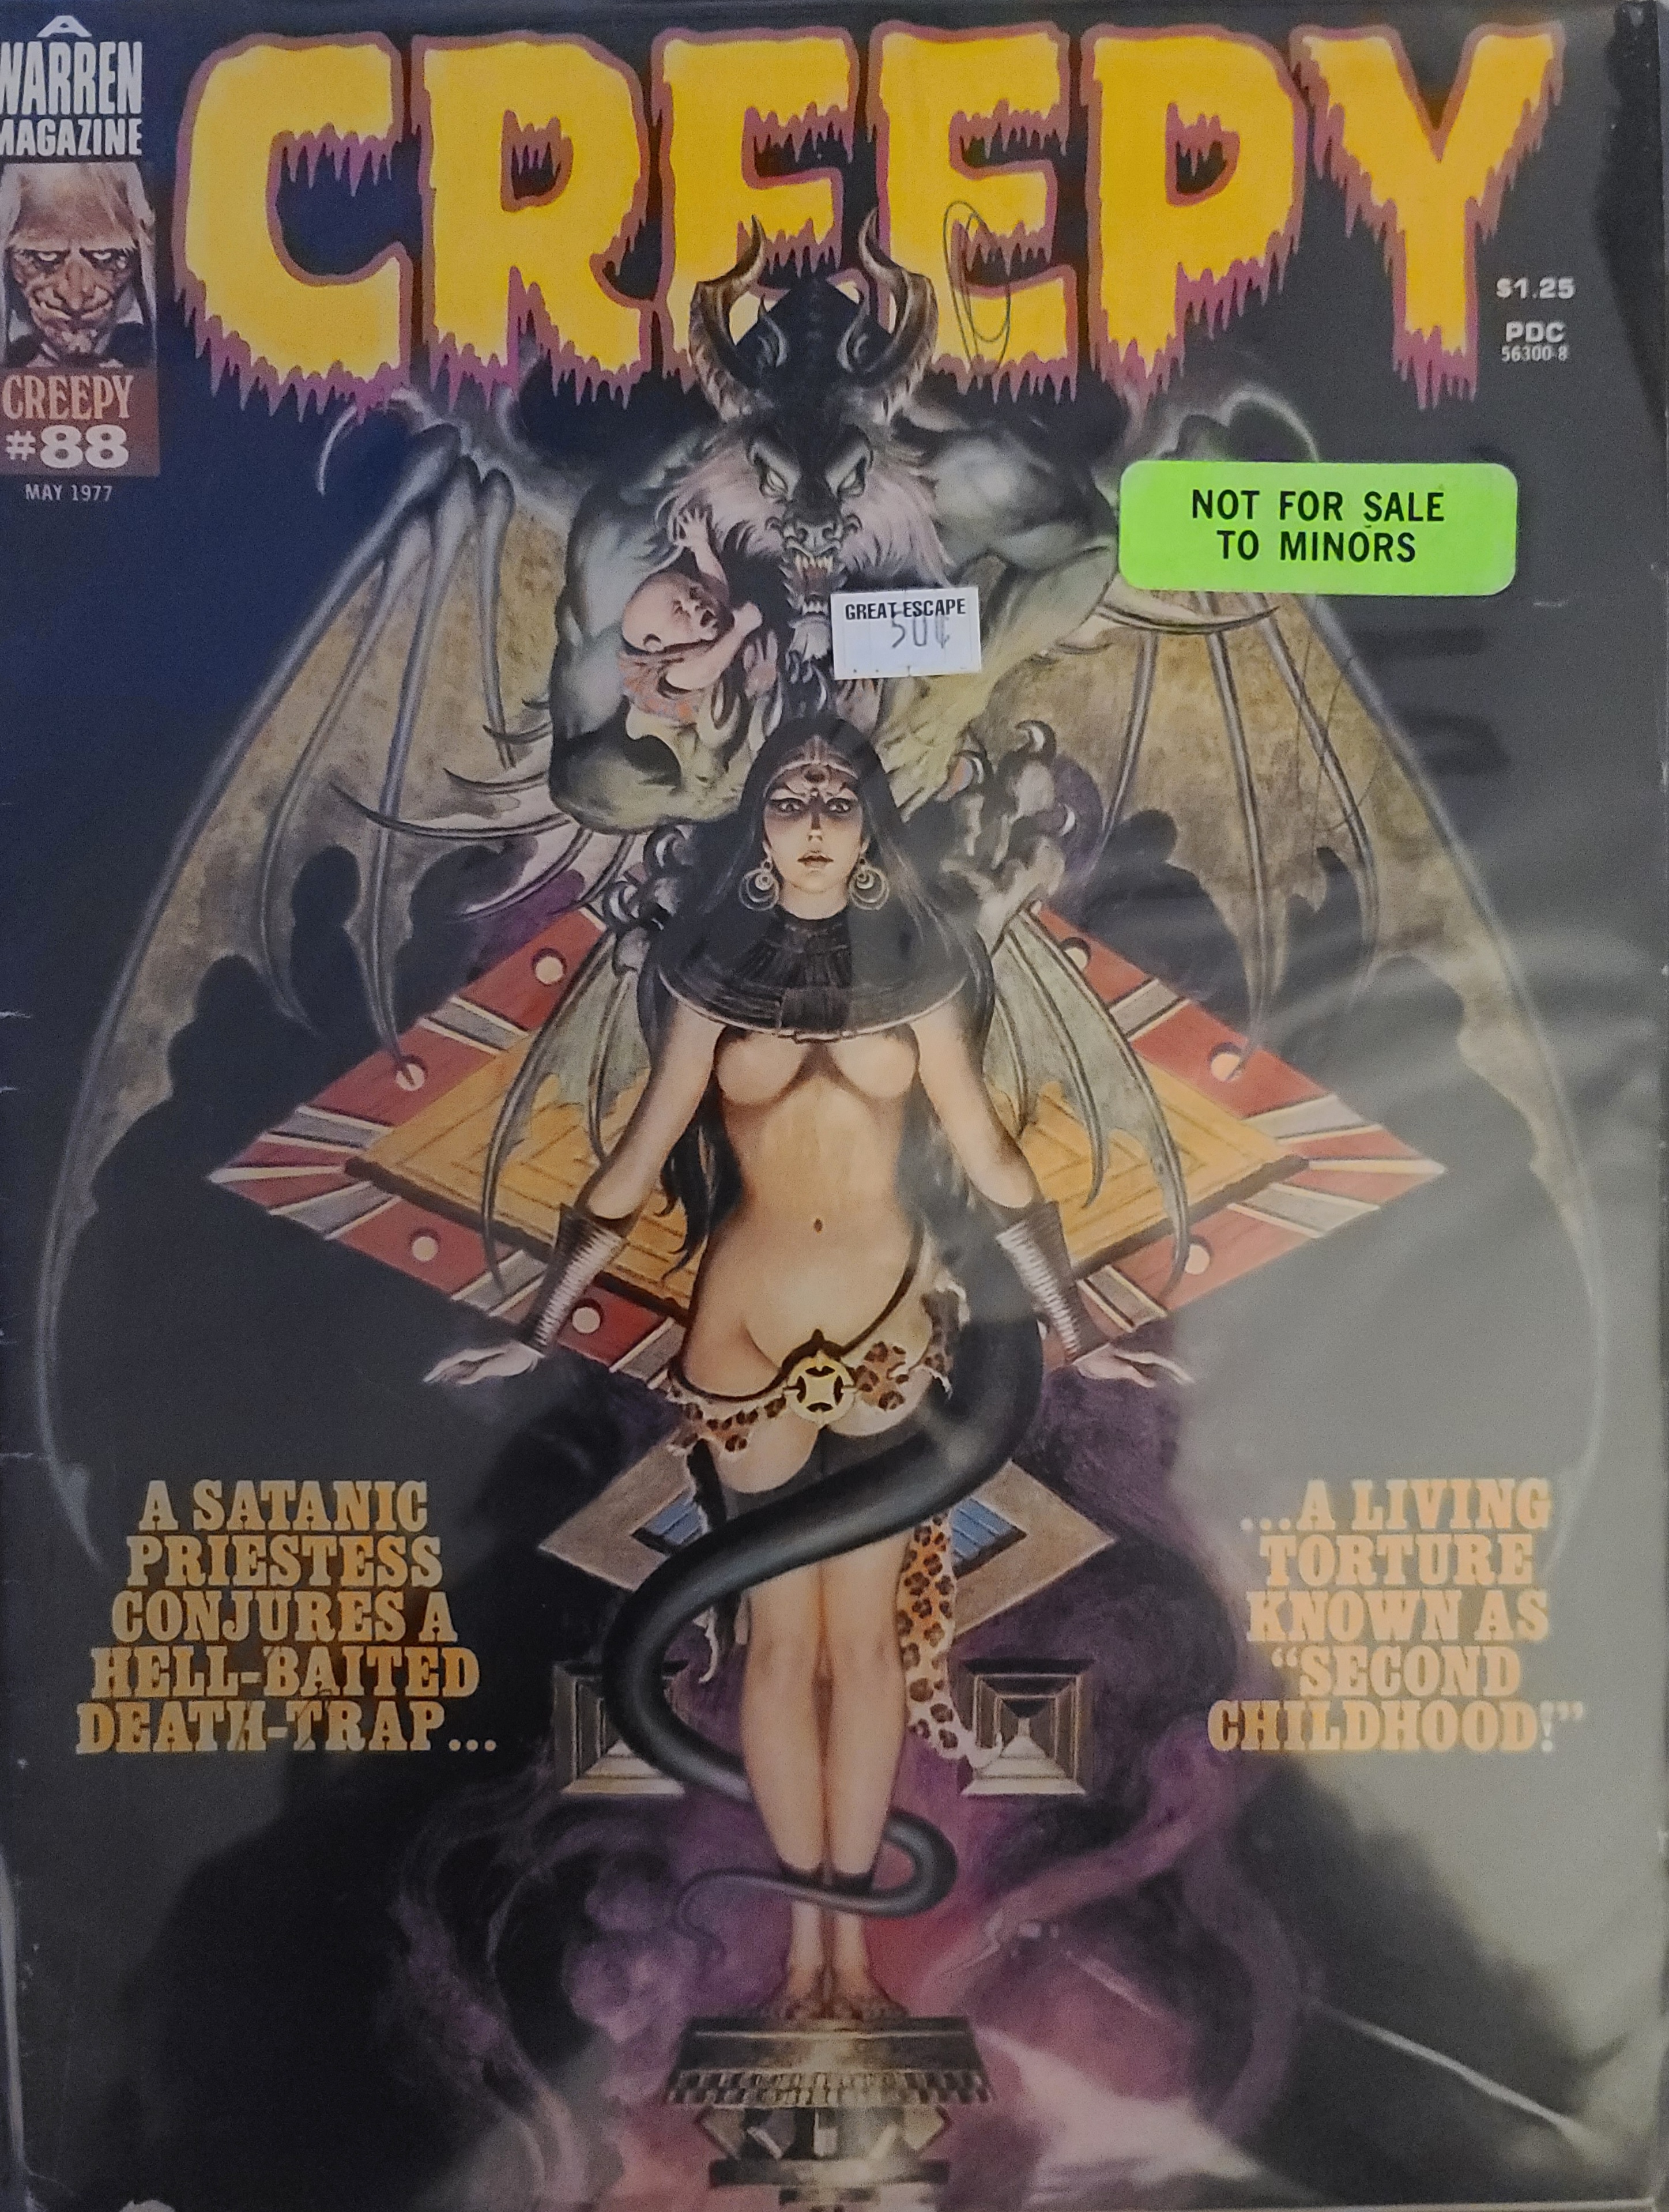 A
WARREN
MAGAZINE
CREEPY
CREEPY
#88
MAY 1977
$1.25
PDC
56300-8
NOT FOR SALE
TO MINORS
GREAT ESCAPE
50¢
A SATANIC
PRIESTESS
CONJURES A
HELL-BAITED
DEATH-TRAP...
...A LIVING
TORTURE
KNOWN AS
“SECOND
CHILDHOOD!”